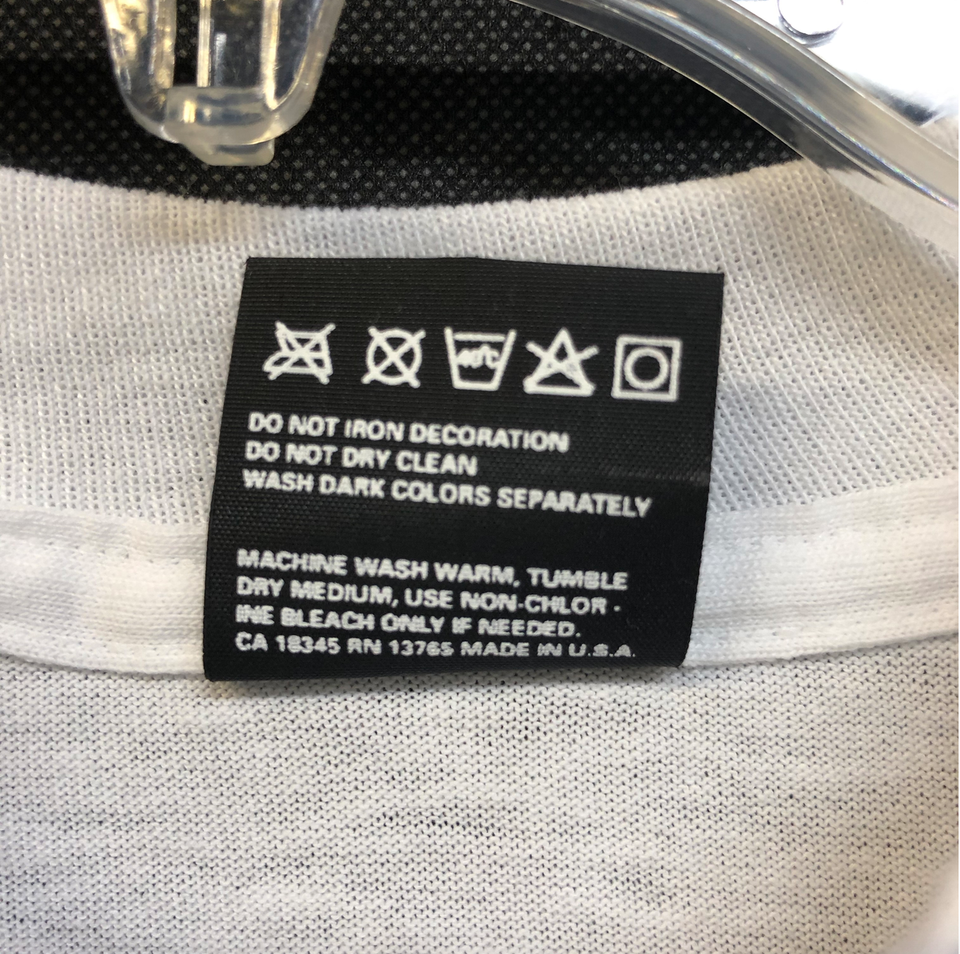 40°C
DO NOT IRON DECORATION
DO NOT DRY CLEAN
WASH DARK COLORS SEPARATELY
MACHINE WASH WARM, TUMBLE
DRY MEDIUM, USE NON-CHLOR -
INE BLEACH ONLY IF NEEDED.
CA 18345 RN 13765 MADE IN U.S.A.